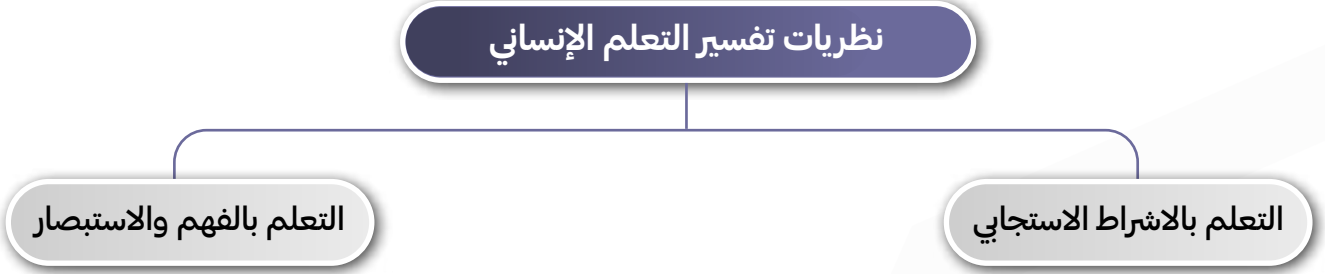 نظريات تفسير التعلم الإنساني
التعلم بالاشراط الاستجابي
التعلم بالفهم والاستبصار